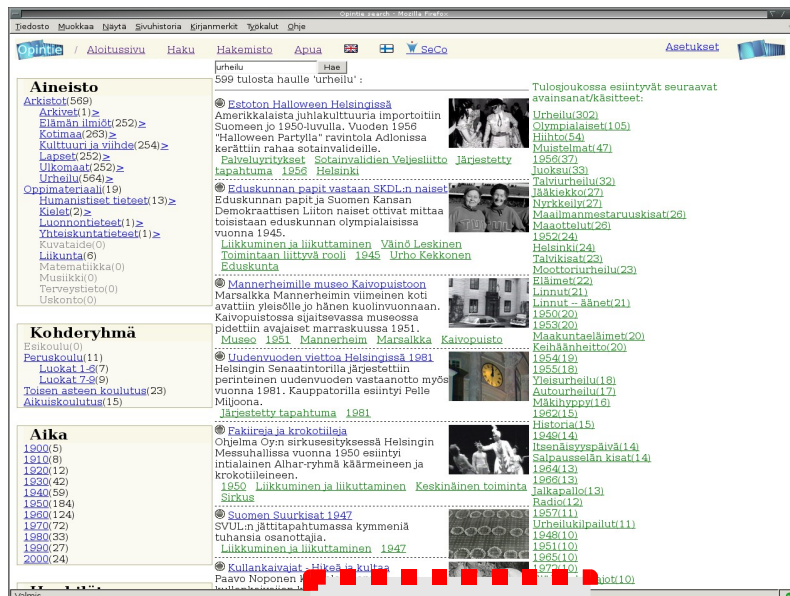 Opintie search - Mozilla Firefox
Tiedosto Muokkaa Näytä Sivuhistoria Kirjanmerkit Työkalut Ohje
Opintie / Aloitussivu Haku Hakemisto Apua SeCo Asetukset
urheilu Hae
599 tulosta haulle 'urheilu' :
Aineisto
Arkistot(569)
Arkivet(1)>
Elämän ilmiöt(252)>
Kotimaa(263)>
Kulttuuri ja viihde(254)>
Lapset(252)>
Ulkomaat(252)>
Urheilu(564)>
Oppimateriaali(19)
Humanistiset tieteet(13)>
Kielet(2)>
Luonnontieteet(1)>
Yhteiskuntatieteet(1)>
Kuvataide(0)
Liikunta(6)
Matematiikka(0)
Musiikki(0)
Terveystieto(0)
Uskonto(0)
Kohderyhmä
Esikoulu(0)
Peruskoulu(11)
Luokat 1-6(7)
Luokat 7-9(9)
Toisen asteen koulutus(23)
Aikuiskoulutus(15)
Aika
1900(5)
1910(8)
1920(12)
1930(42)
1940(59)
1950(184)
1960(124)
1970(72)
1980(33)
1990(27)
2000(24)
Estoton Halloween Helsingissä
Amerikkalaista juhlakulttuuria importoitiin
Suomeen jo 1950-luvulla. Vuoden 1956
"Halloween Partylla" ravintola Adlonissa
kerättiin rahaa sotainvalideille.
Palveluyritykset Sotainvalidien Veljesliitto Järjestetty
tapahtuma 1956 Helsinki
Eduskunnan papit vastaan SKDL:n naiset
Eduskunnan papit ja Suomen Kansan
Demokraattisen Liiton naiset ottivat mittaa
toisistaan eduskunnan olympialaisissa
vuonna 1945.
Liikkuminen ja liikuttaminen Väinö Leskinen
Toimintaan liittyvä rooli 1945 Urho Kekkonen
Eduskunta
Mannerheimille museo Kaivopuistoon
Marsalkka Mannerheimin viimeinen koti
avattiin yleisölle jo hänen kuolinvuonnaan.
Kaivopuistossa sijaitsevassa museossa
pidettiin avajaiset marraskuussa 1951.
Museo 1951 Mannerheim Marsalkka Kaivopuisto
Uudenvuoden viettoa Helsingissä 1981
Helsingin Senaatintorilla järjestettiin
perinteinen uudenvuoden vastaanotto myös
vuonna 1981. Kauppatorilla esiintyi Pelle
Miljoona.
Järjestetty tapahtuma 1981
Fakiireja ja krokotiileja
Ohjelma Oy:n sirkusesityksessä Helsingin
Messuhallissa vuonna 1950 esiintyi
intialainen Alhar-ryhmä käärmeineen ja
krokotiileineen.
1950 Liikkuminen ja liikuttaminen Keskinäinen toiminta
Sirkus
Suomen Suurkisat 1947
SVUL:n jättitapahtumassa kymmeniä
tuhansia osanottajia.
Liikkuminen ja liikuttaminen 1947
Kullankaivajat - Hikeä ja kultaa
Paavo Noponen
Tulosjoukossa esiintyvät seuraavat
avainsanat/käsitteet:
Urheilu(302)
Olympialaiset(105)
Hiihto(54)
Muistelmat(47)
1956(37)
Juoksu(33)
Talviurheilu(32)
Jääkiekko(27)
Nyrkkeily(27)
Maailmanmestaruuskisat(26)
Maaottelut(26)
1952(24)
Helsinki(24)
Talvikisat(23)
Moottoriurheilu(23)
Eläimet(22)
Linnut(21)
Linnut -- äänet(21)
1950(20)
1953(20)
Maakuntaeläimet(20)
Keihäänheitto(20)
1954(19)
1955(18)
Yleisurheilu(18)
Autourheilu(17)
Mäkihyppy(16)
1962(15)
Historia(15)
1949(14)
Itsenäisyyspäivä(14)
Salpausselän kisat(14)
1964(13)
1966(13)
Jalkapallo(13)
Radio(12)
1957(11)
Urheilukilpailut(11)
1948(10)
1951(10)
1965(10)
1972(10)